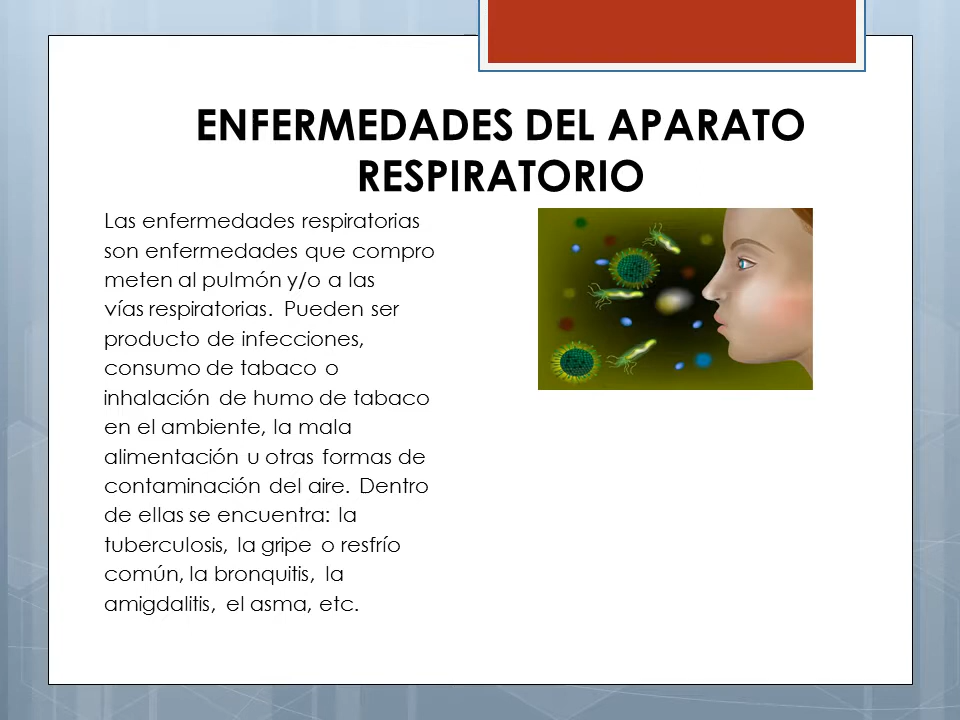 ENFERMEDADES DEL APARATO
RESPIRATORIO
Las enfermedades respiratorias
son enfermedades que compro
meten al pulmón y/o a las
vías respiratorias. Pueden ser
producto de infecciones,
consumo de tabaco o
inhalación de humo de tabaco
en el ambiente, la mala
alimentación u otras formas de
contaminación del aire. Dentro
de ellas se encuentra: la
tuberculosis, la gripe o resfrío
común, la bronquitis, la
amigdalitis, el asma, etc.